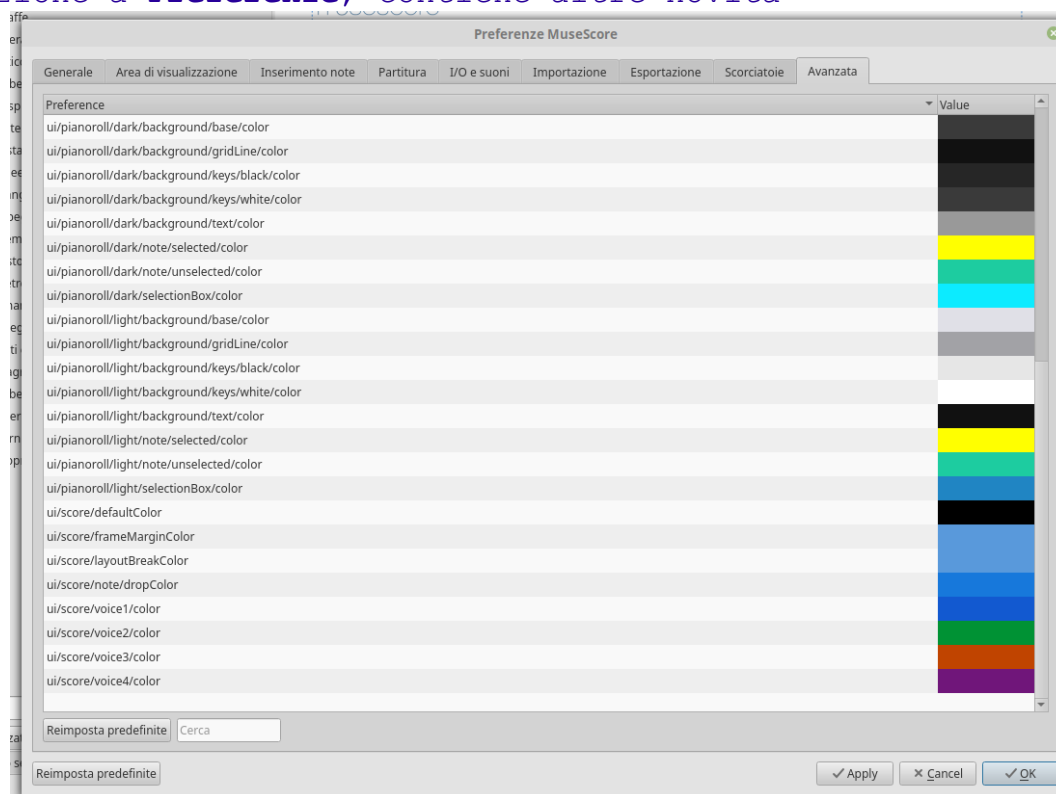 a Preferenze, contiene altre novità
Preferenze MuseScore
Generale Area di visualizzazione Inserimento note Partitura I/O e suoni Importazione Esportazione Scorciatoie Avanzata
Preference Value
ui/pianoroll/dark/background/base/color
ui/pianoroll/dark/background/gridLine/color
ui/pianoroll/dark/background/keys/black/color
ui/pianoroll/dark/background/keys/white/color
ui/pianoroll/dark/background/text/color
ui/pianoroll/dark/note/selected/color
ui/pianoroll/dark/note/unselected/color
ui/pianoroll/dark/selectionBox/color
ui/pianoroll/light/background/base/color
ui/pianoroll/light/background/gridLine/color
ui/pianoroll/light/background/keys/black/color
ui/pianoroll/light/background/keys/white/color
ui/pianoroll/light/background/text/color
ui/pianoroll/light/note/selected/color
ui/pianoroll/light/note/unselected/color
ui/pianoroll/light/selectionBox/color
ui/score/defaultColor
ui/score/frameMarginColor
ui/score/layoutBreakColor
ui/score/note/dropColor
ui/score/voice1/color
ui/score/voice2/color
ui/score/voice3/color
ui/score/voice4/color
Reimposta predefinite Cerca
Reimposta predefinite Apply Cancel OK